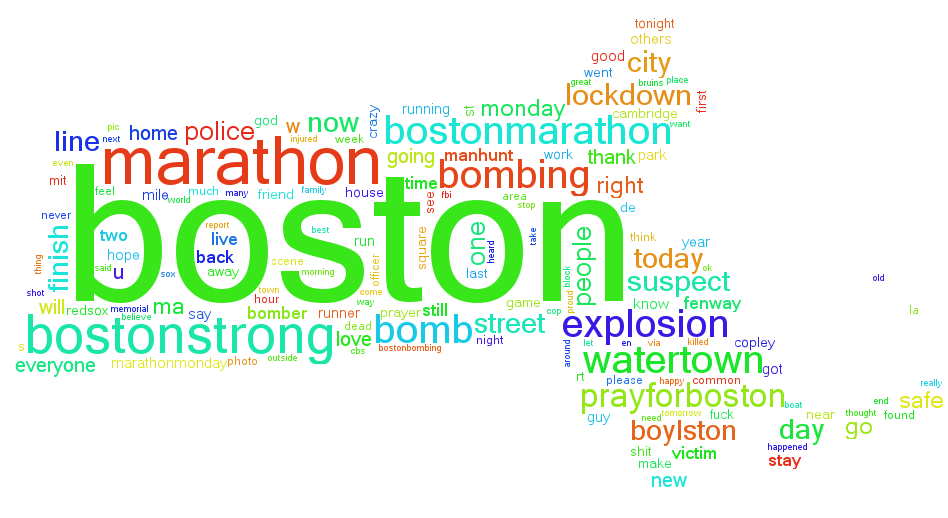 tonight
others
good
city
went
great
bruins
place
lockdown
first
cambridge
want
running
st
monday
crazy
bostonmarathon
god
w
now
week
injured
police
home
line
pic
next
marathon
even
mit
going
manhunt
work
thank
park
bombing
right
time
area
stop
see
fbi
house
family
friend
many
much
world
mile
feel
de
never
boston
finish
two
hope
u
said
sox
thing
shot
live
back
away
report
best
scene
morning
run
officer
square
one
last
heard
take
people
block
proud
think
year
today
ok
suspect
old
la
know
fenway
will
redsox
memorial
believe
ma
say
town
hour
come
way
bomber
runner
prayer
still
game
oop
s
bostonstrong
dead
love
obs
bomb
street
night
bostonbombing
explosion
around
let
en
via
killed
copley
got
everyone
marathonmonday
photo
outside
watertown
rt
please
happy
common
really
prayforboston
boat
guy
need
tomorrow
fuck
near
thought
end
found
safe
boylston
day
go
shit
victim
happened
make
stay
new